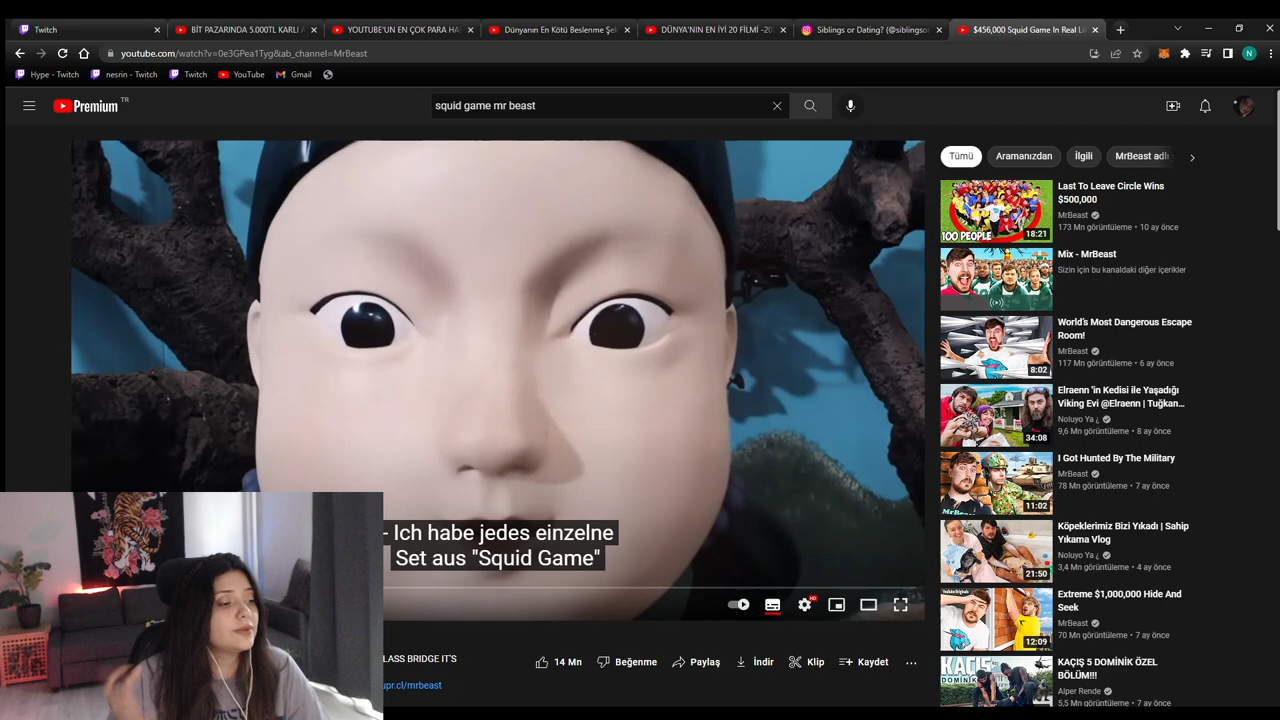 Twitch
BİT PAZARINDA 5.000TL KARLI A
YOUTUBE'UN EN ÇOK PARA HA
Dünyanın En Kötü Beslenme Şek
DÜNYA'NIN EN İYİ 20 FİLMİ -20
Siblings or Dating? (@siblingso
$456,000 Squid Game In Real Li
youtube.com/watch?v=0e3GPea1Tyg&ab_channel=MrBeast
N
Hype - Twitch
nesrin - Twitch
Twitch
YouTube
Gmail
Premium TR
squid game mr beast
Tümü
Aramanızdan
İlgili
MrBeast adlı
Last To Leave Circle Wins
$500,000
MrBeast
173 Mn görüntüleme • 10 ay önce
100 PEOPLE
18:21
Mix - MrBeast
Sizin için bu kanaldaki diğer içerikler
World's Most Dangerous Escape
Room!
MrBeast
117 Mn görüntüleme • 6 ay önce
8:02
Elraenn 'in Kedisi ile Yaşadığı
Viking Evi @Elraenn | Tuğkan...
Noluyo Ya ¿
9,6 Mn görüntüleme • 8 ay önce
34:08
I Got Hunted By The Military
MrBeast
78 Mn görüntüleme • 7 ay önce
11:02
Köpeklerimiz Bizi Yıkadı | Sahip
Yıkama Vlog
Noluyo Ya ¿
3,4 Mn görüntüleme • 4 ay önce
21:50
Extreme $1,000,000 Hide And
Seek
MrBeast
70 Mn görüntüleme • 7 ay önce
12:09
KAÇIŞ 5 DOMİNİK ÖZEL
BÖLÜM!!!
Alper Rende
5,5 Mn görüntüleme • 7 ay önce
KAÇIŞ
DOMİNİK
- Ich habe jedes einzelne
Set aus "Squid Game"
HD
LASS BRIDGE IT'S
14 Mn
Beğenme
Paylaş
İndir
Klip
Kaydet
upr.cl/mrbeast